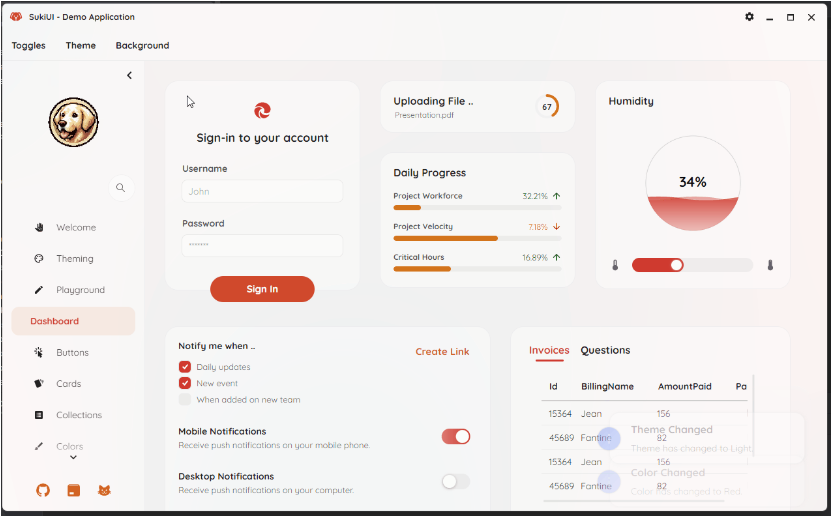 SukiUI - Demo Application
Toggles Theme Background
Welcome
Theming
Playground
Dashboard
Buttons
Cards
Collections
Colors
Sign-in to your account
Username
John
Password
Sign In
Uploading File ..
Presentation.pdf
67
Daily Progress
Project Workforce 32.21%
Project Velocity 7.18%
Critical Hours 16.89%
Humidity
34%
Notify me when ..
Create Link
Daily updates
New event
When added on new team
Mobile Notifications
Receive push notifications on your mobile phone.
Desktop Notifications
Receive push notifications on your computer.
Invoices Questions
Id BillingName AmountPaid Pa
15364 Jean 156
45689 Fantine 82
15364 Jean 156
45689 Fantine 82
Theme Changed
Theme has changed to Light.
Color Changed
Color has changed to Red.